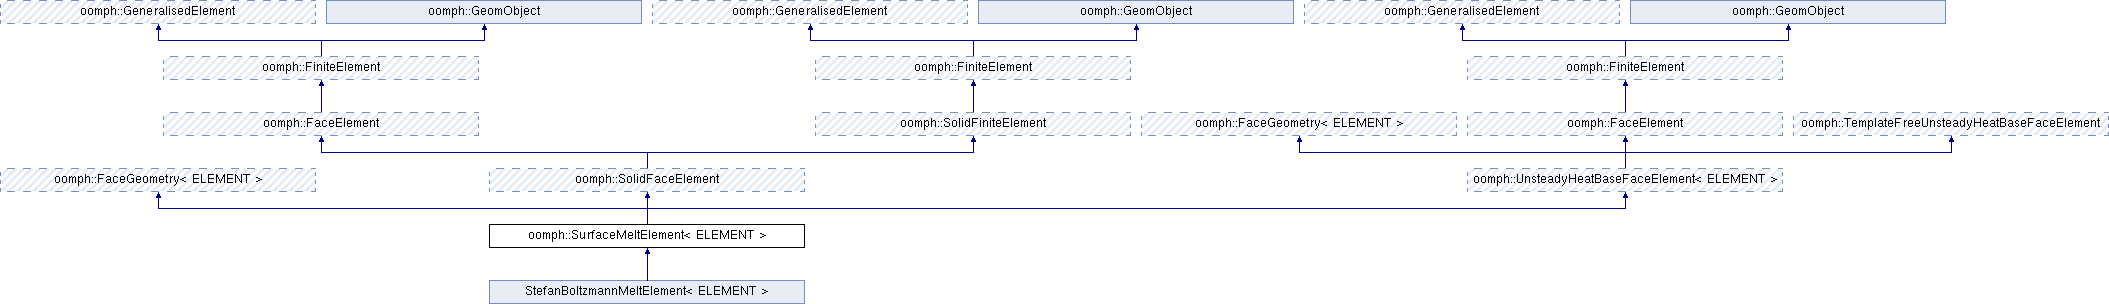 oomph::GeneralisedElement
oomph::GeomObject
oomph::GeneralisedElement
oomph::GeomObject
oomph::GeneralisedElement
oomph::GeomObject
oomph::FiniteElement
oomph::FiniteElement
oomph::FiniteElement
oomph::FaceElement
oomph::SolidFiniteElement
oomph::FaceGeometry< ELEMENT >
oomph::FaceElement
oomph::TemplateFreeUnsteadyHeatBaseFaceElement
oomph::FaceGeometry< ELEMENT >
oomph::SolidFaceElement
oomph::UnsteadyHeatBaseFaceElement< ELEMENT >
oomph::SurfaceMeltElement< ELEMENT >
StefanBoltzmannMeltElement< ELEMENT >